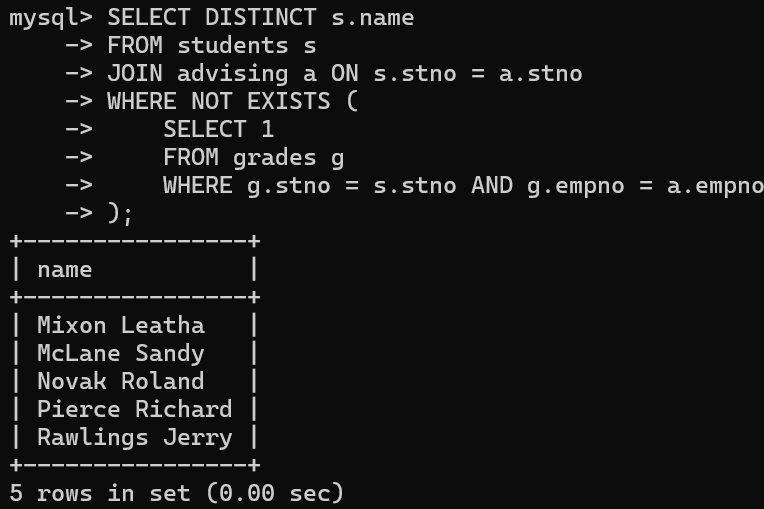 mysql> SELECT DISTINCT s.name
    -> FROM students s
    -> JOIN advising a ON s.stno = a.stno
    -> WHERE NOT EXISTS (
    ->     SELECT 1
    ->     FROM grades g
    ->     WHERE g.stno = s.stno AND g.empno = a.empno
    -> );
+----------------+
| name           |
+----------------+
| Mixon Leatha   |
| McLane Sandy   |
| Novak Roland   |
| Pierce Richard |
| Rawlings Jerry |
+----------------+
5 rows in set (0.00 sec)